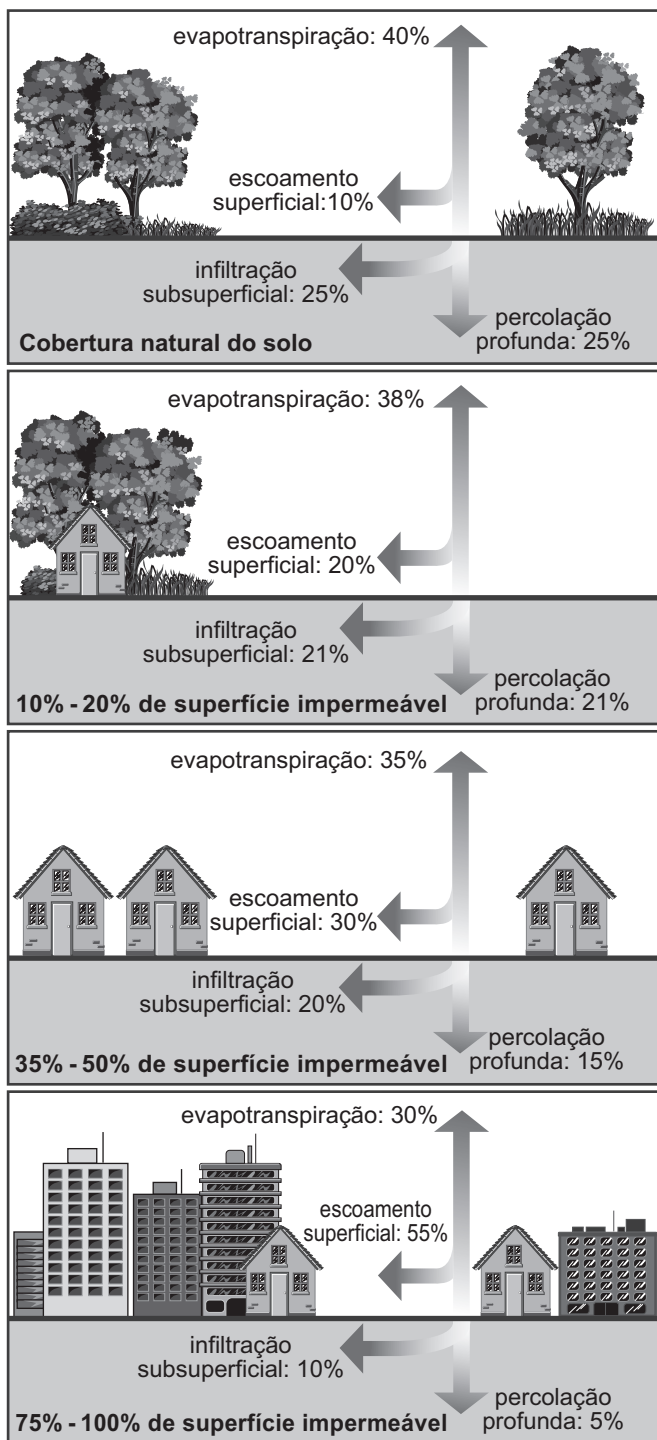 evapotranspiração: 40%
escoamento
superficial:10%
infiltração
subsuperficial: 25%
percolação
profunda: 25%
Cobertura natural do solo
evapotranspiração: 38%
escoamento
superficial: 20%
infiltração
subsuperficial: 21%
percolação
profunda: 21%
10% - 20% de superfície impermeável
evapotranspiração: 35%
escoamento
superficial: 30%
infiltração
subsuperficial: 20%
percolação
profunda: 15%
35% - 50% de superfície impermeável
evapotranspiração: 30%
escoamento
superficial: 55%
infiltração
subsuperficial: 10%
percolação
profunda: 5%
75% - 100% de superfície impermeável